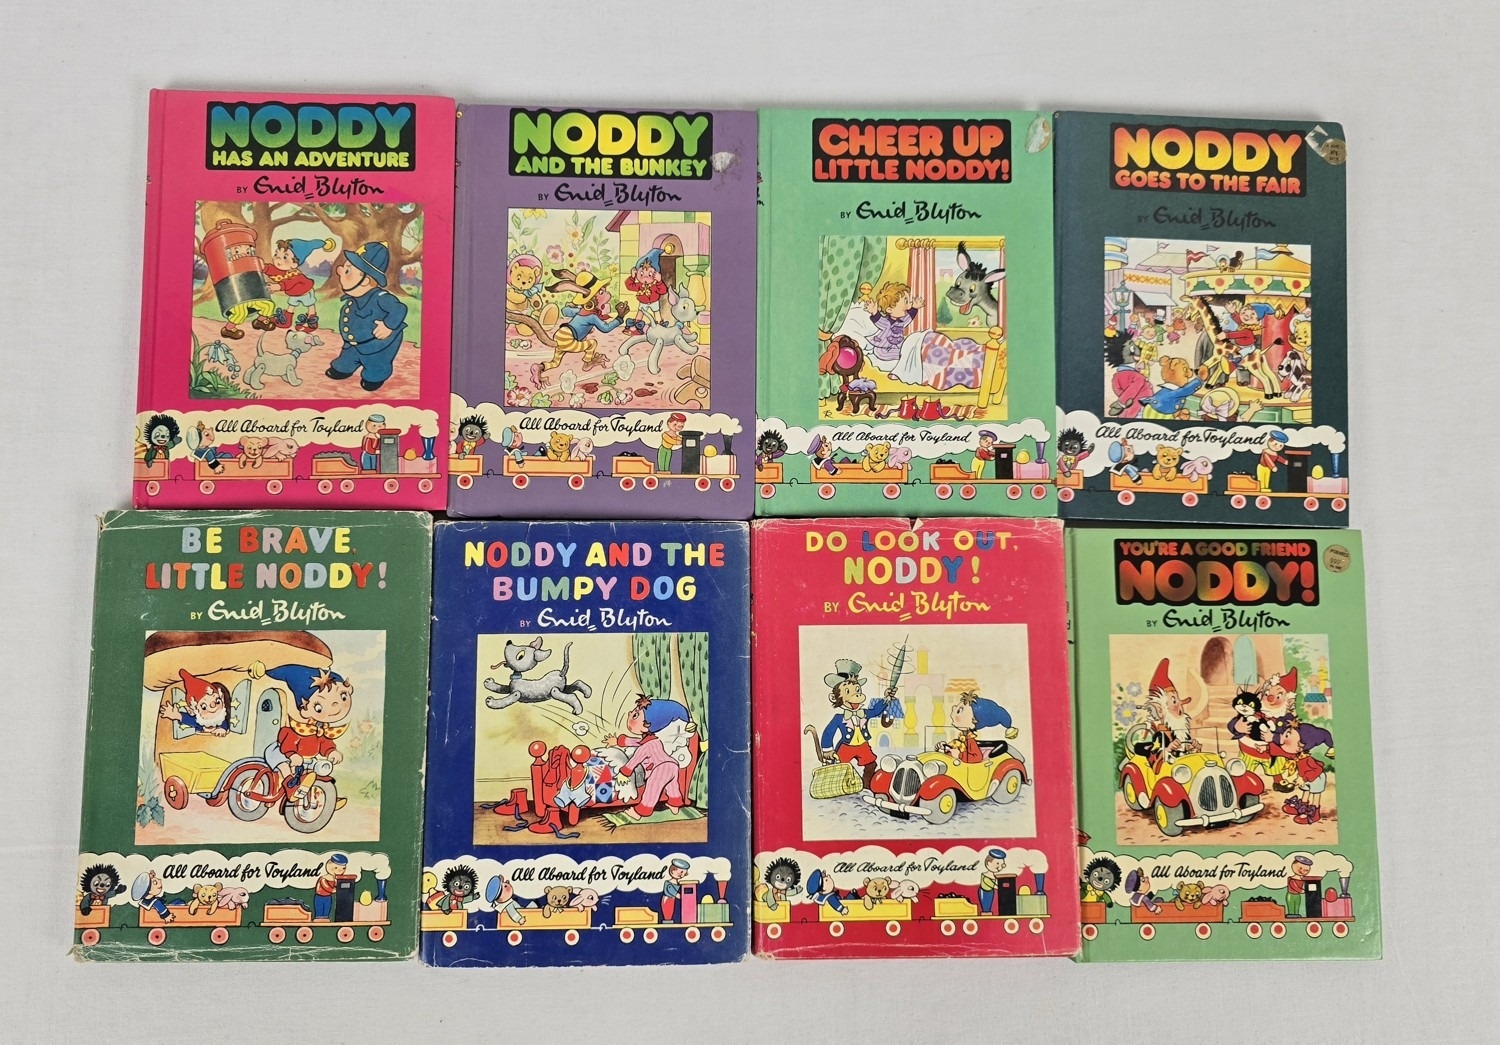 NODDY
HAS AN ADVENTURE
BY Enid Blyton
All Aboard for Toyland
NODDY
AND THE BUNKEY
BY Enid Blyton
All Aboard for Toyland
CHEER UP
LITTLE NODDY!
BY Enid Blyton
All Aboard for Toyland
NODDY
GOES TO THE FAIR
BY Enid Blyton
All Aboard for Toyland
BE BRAVE,
LITTLE NODDY!
BY Enid Blyton
All Aboard for Toyland
NODDY AND THE
BUMPY DOG
BY Enid Blyton
All Aboard for Toyland
DO LOOK OUT,
NODDY!
BY Enid Blyton
All Aboard for Toyland
YOU'RE A GOOD FRIEND
NODDY!
BY Enid Blyton
All Aboard for Toyland